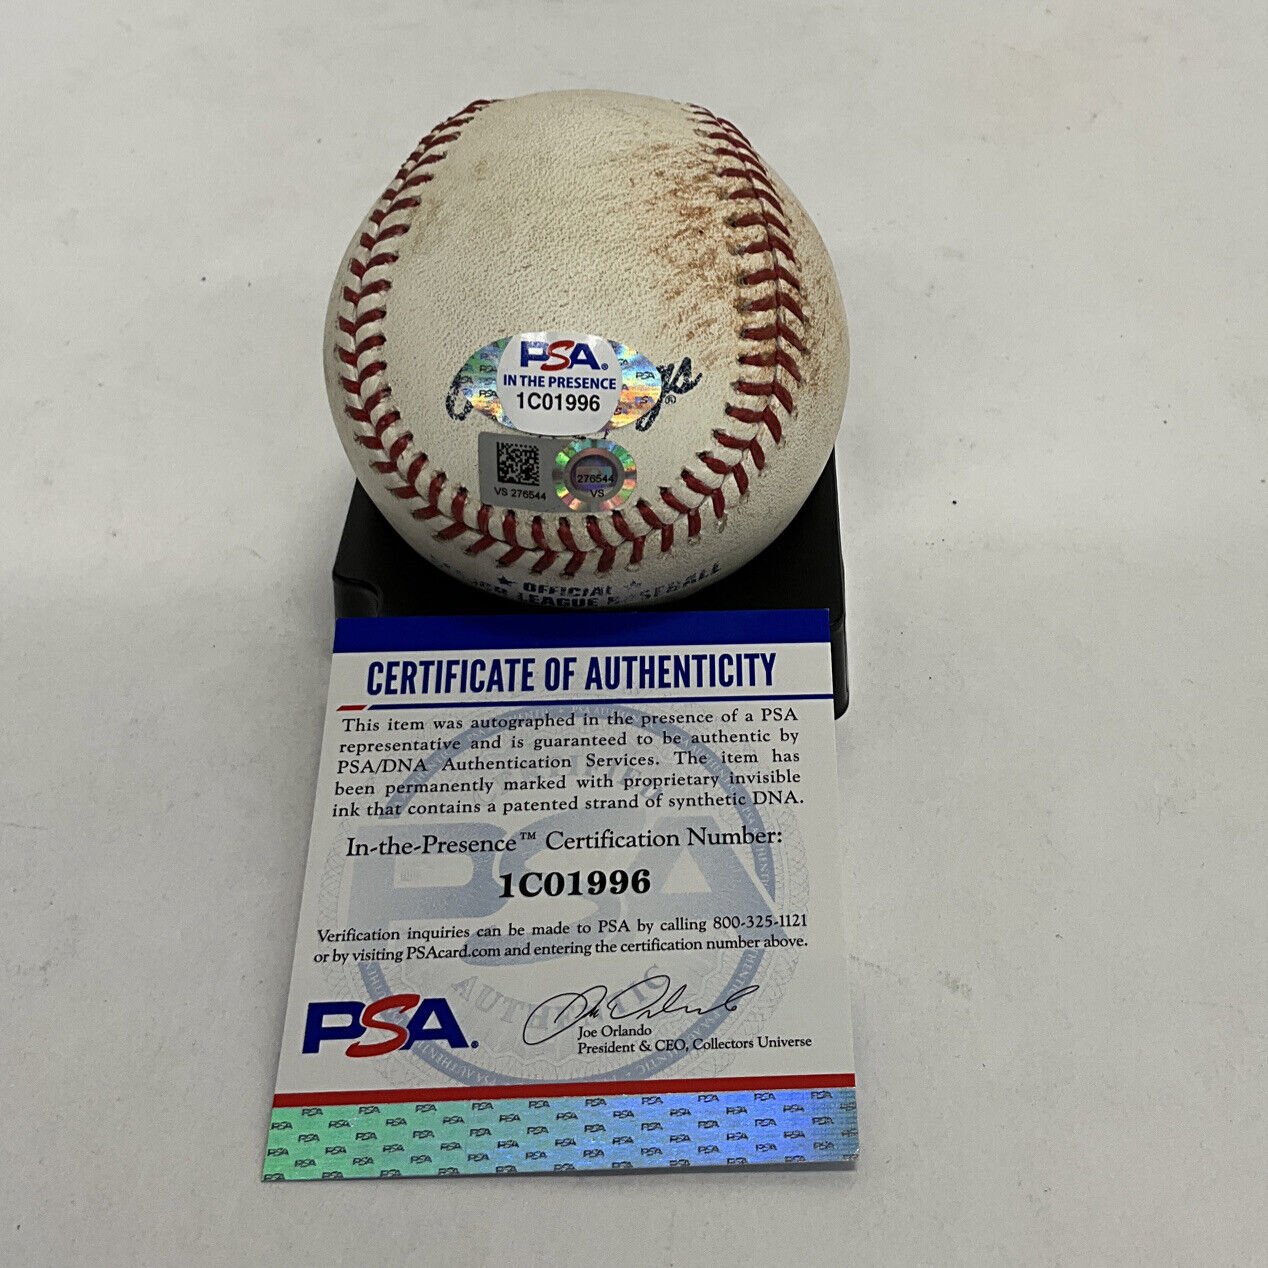 PSA®
IN THE PRESENCE
1C01996
gs®
VS 276544
276544
VS
OFFICIAL
LEAGUE
CERTIFICATE OF AUTHENTICITY
This item was autographed in the presence of a PSA
representative and is guaranteed to be authentic by
PSA/DNA Authentication Services. The item has
been permanently marked with proprietary invisible
ink that contains a patented strand of synthetic DNA.
In-the-Presence™ Certification Number:
1C01996
Verification inquiries can be made to PSA by calling 800-325-1121
or by visiting PSAcard.com and entering the certification number above.
PSA®
Joe Orlando
President & CEO, Collectors Universe